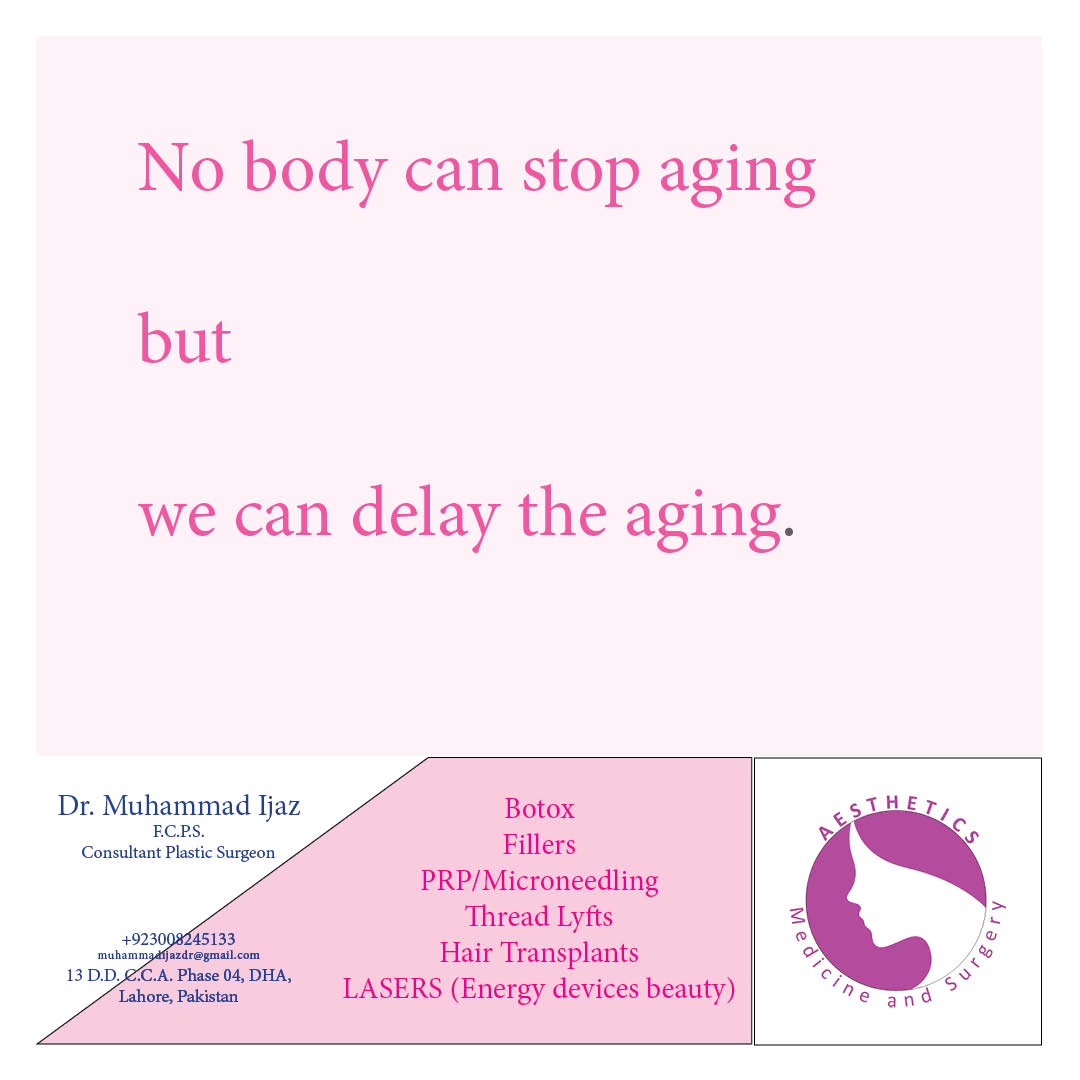 No body can stop aging
but
we can delay the aging.
Dr. Muhammad Ijaz
F.C.P.S.
Consultant Plastic Surgeon
+923008245133
muhammadijazdr@gmail.com
13 D.D. C.C.A. Phase 04, DHA,
Lahore, Pakistan
Botox
Fillers
PRP/Microneedling
Thread Lyfts
Hair Transplants
LASERS (Energy devices beauty)
AESTHETICS
Medicine and Surgery